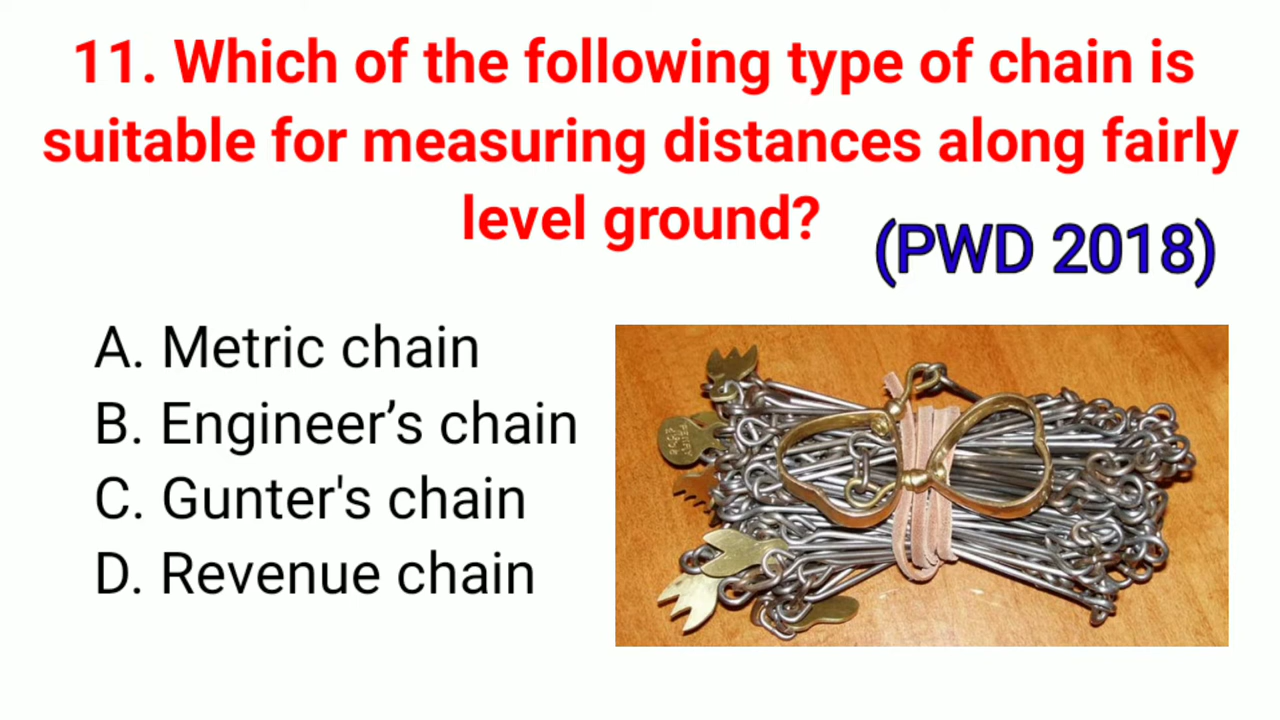 11. Which of the following type of chain is
suitable for measuring distances along fairly
level ground?
(PWD 2018)
A. Metric chain
B. Engineer’s chain
C. Gunter's chain
D. Revenue chain